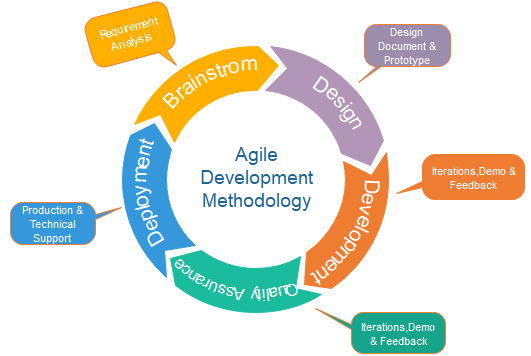 Requirement
Analysis
Brainstrom
Design
Document &
Prototype
Design
Agile
Development
Methodology
Iterations,Demo &
Feedback
Development
Deployment
Production &
Technical
Support
Quality Assurance
Iterations,Demo
& Feedback